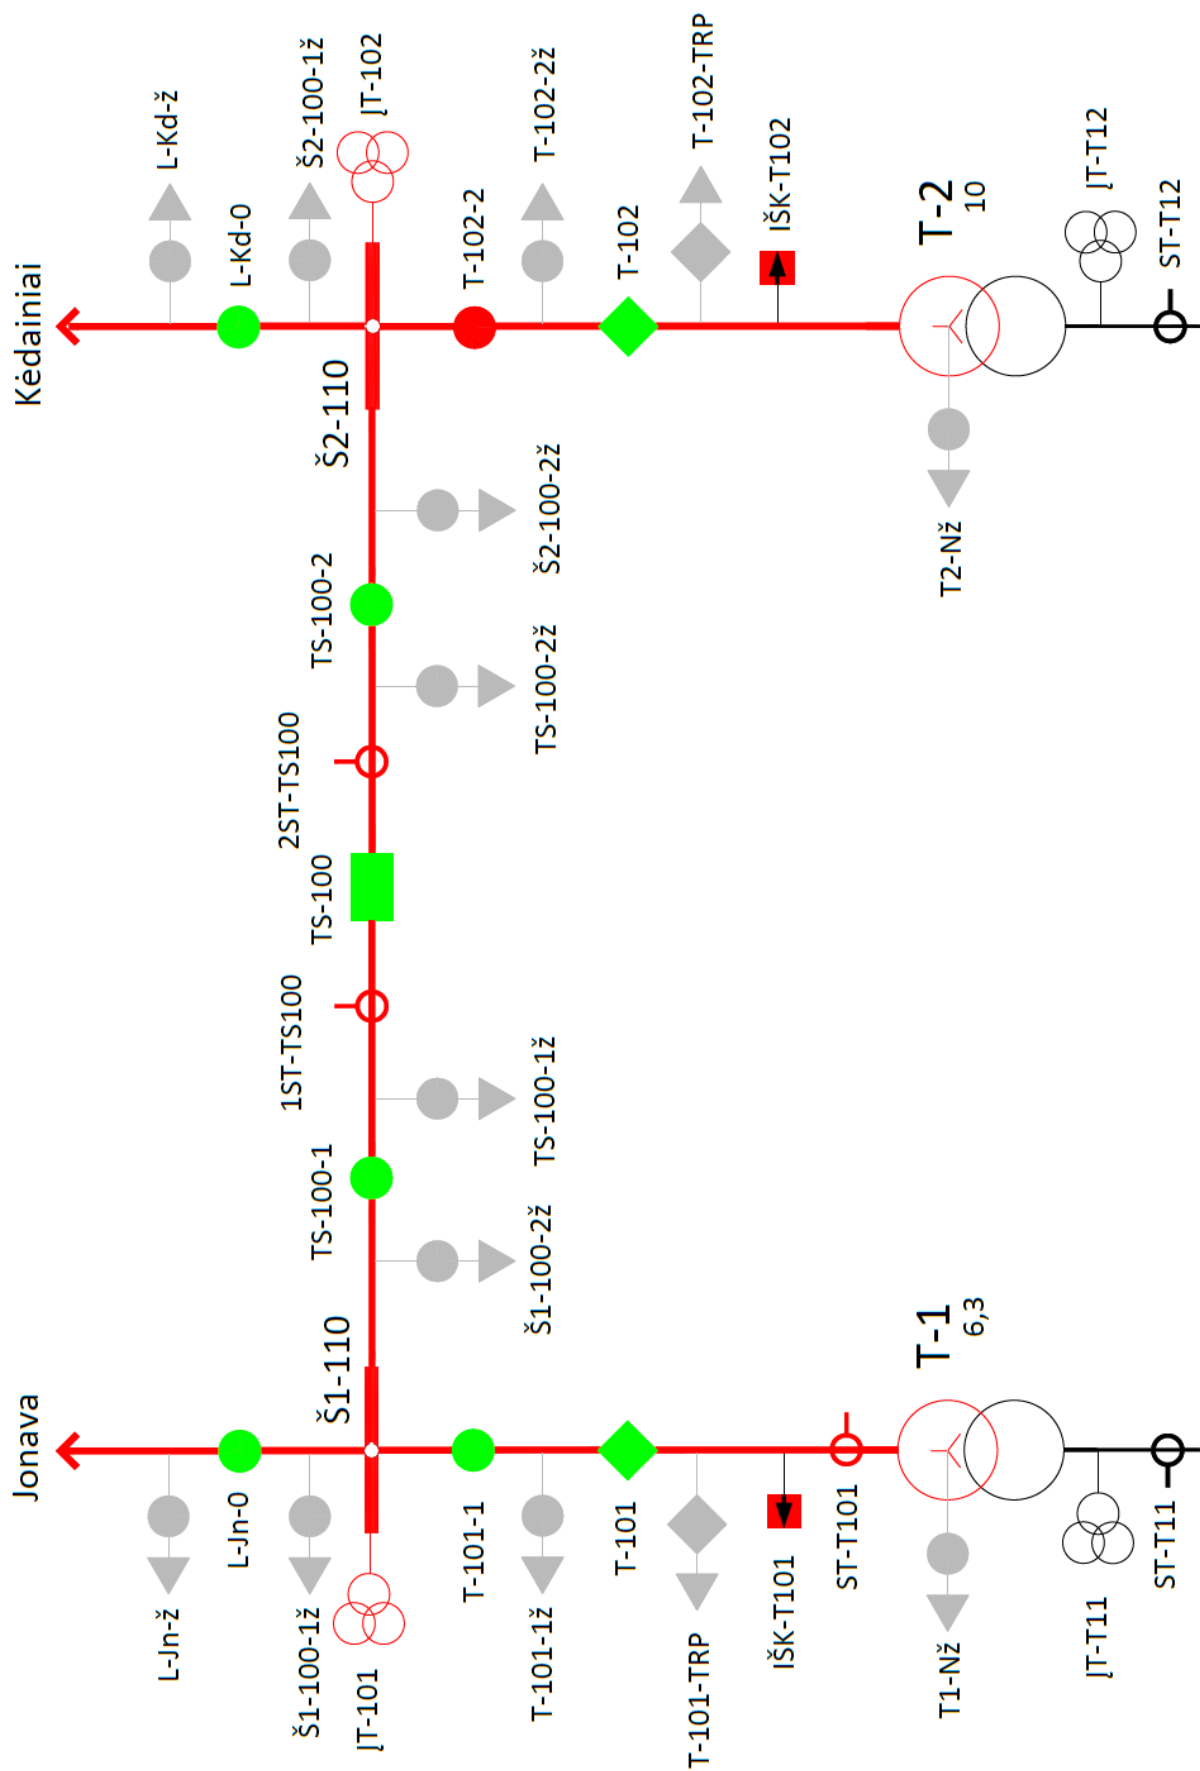 Jonava
Kėdainiai
L-Jn-ž
L-Jn-0
Š1-100-1ž
Š1-110
ĮT-101
T-101-1
T-101-1ž
T-101
T-101-TRP
IŠK-T101
ST-T101
T-1
6,3
T1-Nž
ĮT-T11
ST-T11
Š1-100-2ž
TS-100-1
TS-100-1ž
1ST-TS100
TS-100
2ST-TS100
TS-100-2ž
TS-100-2
Š2-100-2ž
L-Kd-ž
L-Kd-0
Š2-100-1ž
Š2-110
ĮT-102
T-102-2
T-102-2ž
T-102
T-102-TRP
IŠK-T102
T-2
10
T2-Nž
ĮT-T12
ST-T12